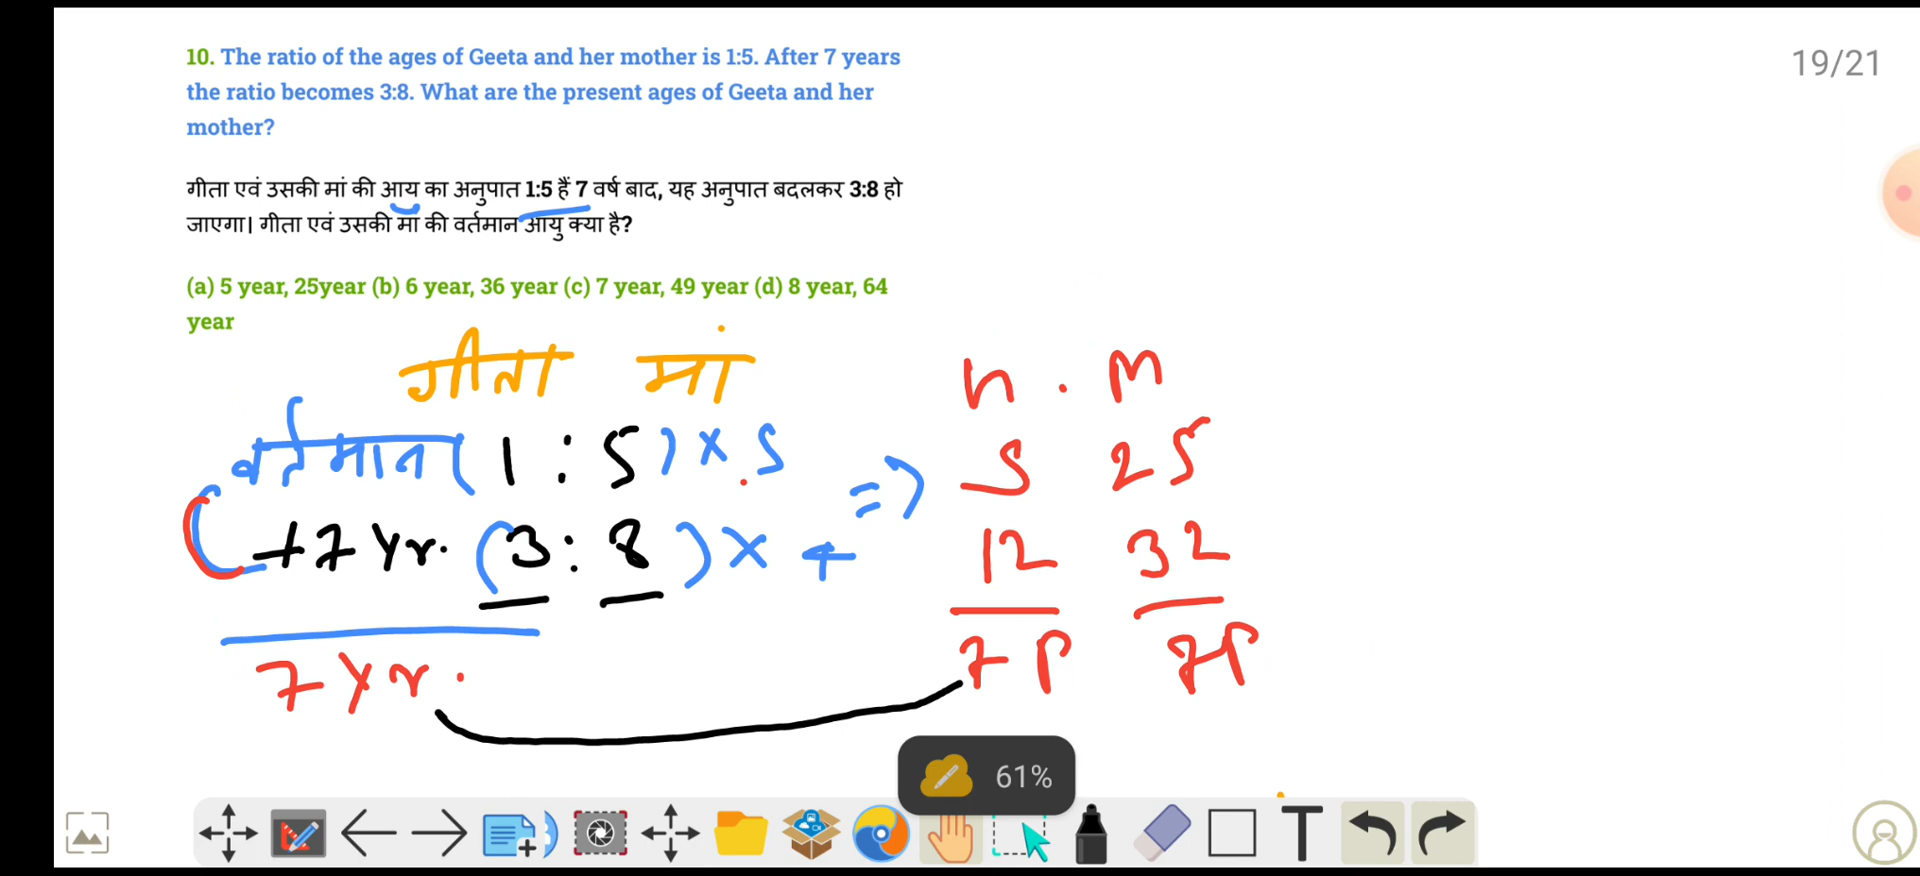 19/21
10. The ratio of the ages of Geeta and her mother is 1:5. After 7 years
the ratio becomes 3:8. What are the present ages of Geeta and her
mother?
गीता एवं उसकी मां की आयु का अनुपात 1:5 हैं 7 वर्ष बाद, यह अनुपात बदलकर 3:8 हो
जाएगा। गीता एवं उसकी मां की वर्तमान आयु क्या है?
(a) 5 year, 25year (b) 6 year, 36 year (c) 7 year, 49 year (d) 8 year, 64
year
गीता मां
वर्तमान (1 : 5) x 5
+7 Yr. (3 : 8) x 4
7 Yr.
=>
n . M
5 25
12 32
7P 7P
61%
T